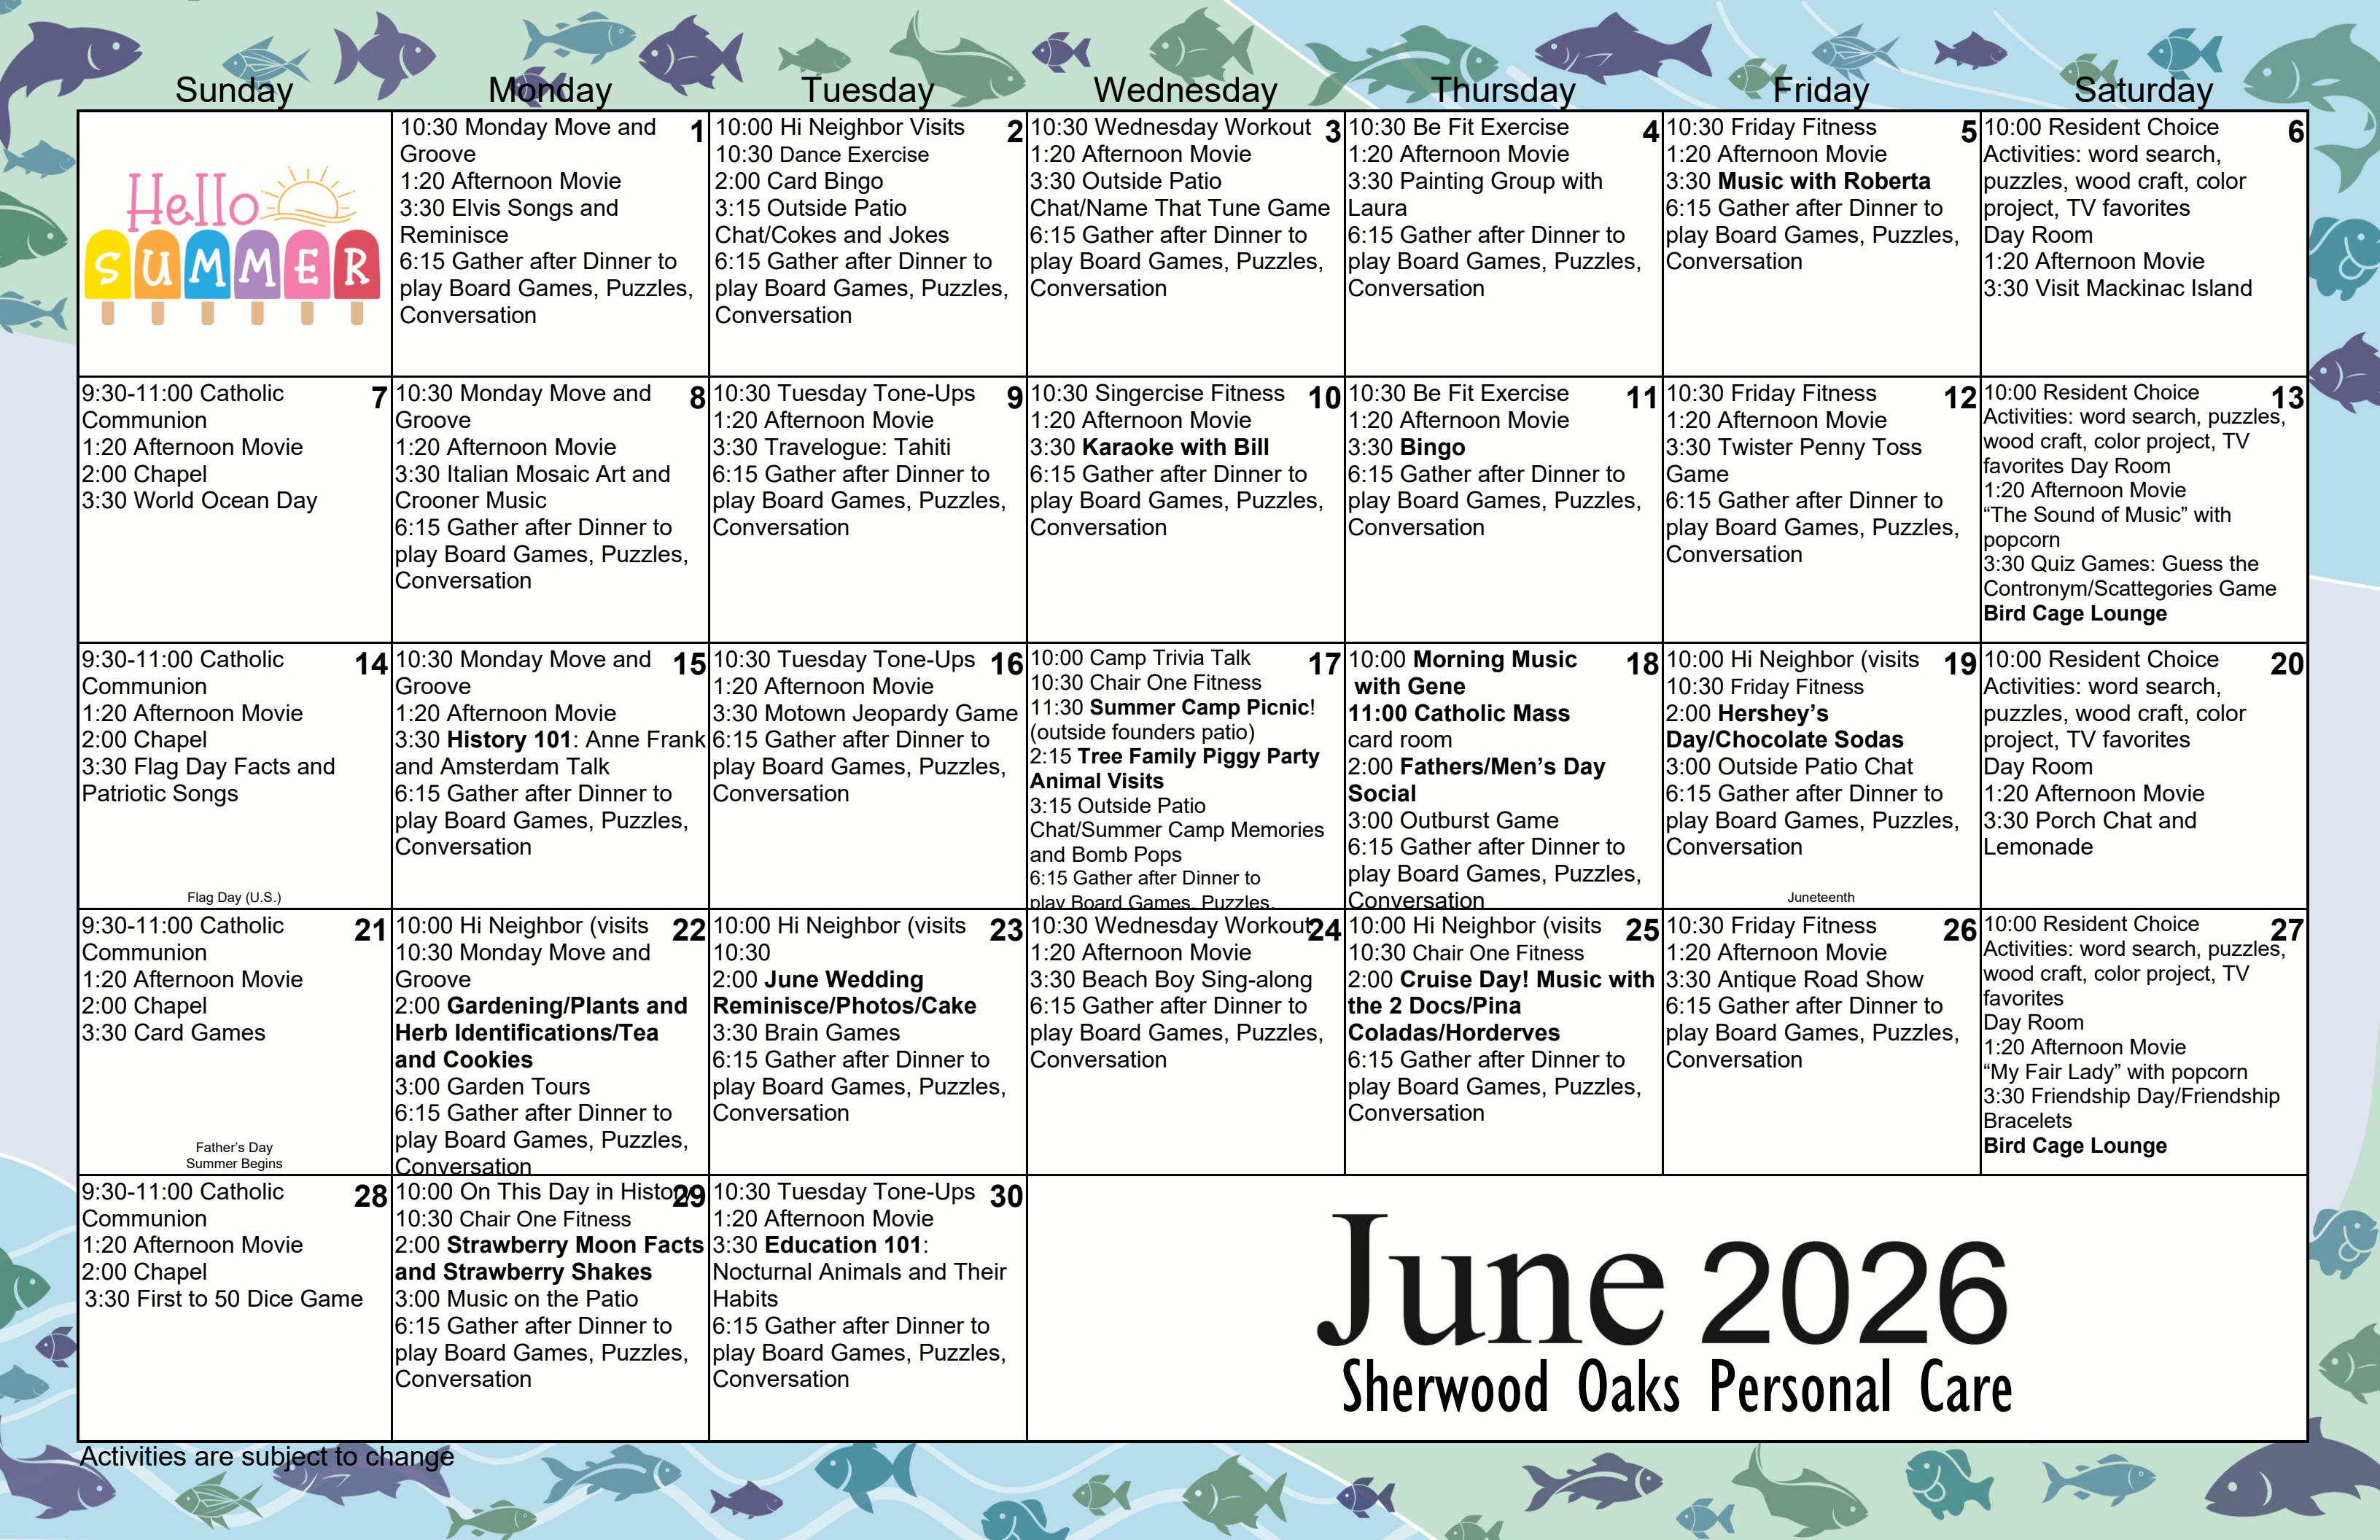 Sunday Monday Tuesday Wednesday Thursday Friday Saturday
Hello
SUMMER
10:30 Monday Move and 1
Groove
1:20 Afternoon Movie
3:30 Elvis Songs and
Reminisce
6:15 Gather after Dinner to
play Board Games, Puzzles,
Conversation
10:00 Hi Neighbor Visits 2
10:30 Dance Exercise
2:00 Card Bingo
3:15 Outside Patio
Chat/Cokes and Jokes
6:15 Gather after Dinner to
play Board Games, Puzzles,
Conversation
10:30 Wednesday Workout 3
1:20 Afternoon Movie
3:30 Outside Patio
Chat/Name That Tune Game
6:15 Gather after Dinner to
play Board Games, Puzzles,
Conversation
10:30 Be Fit Exercise 4
1:20 Afternoon Movie
3:30 Painting Group with
Laura
6:15 Gather after Dinner to
play Board Games, Puzzles,
Conversation
10:30 Friday Fitness 5
1:20 Afternoon Movie
3:30 Music with Roberta
6:15 Gather after Dinner to
play Board Games, Puzzles,
Conversation
10:00 Resident Choice 6
Activities: word search,
puzzles, wood craft, color
project, TV favorites
Day Room
1:20 Afternoon Movie
3:30 Visit Mackinac Island
9:30-11:00 Catholic 7
Communion
1:20 Afternoon Movie
2:00 Chapel
3:30 World Ocean Day
10:30 Monday Move and 8
Groove
1:20 Afternoon Movie
3:30 Italian Mosaic Art and
Crooner Music
6:15 Gather after Dinner to
play Board Games, Puzzles,
Conversation
10:30 Tuesday Tone-Ups 9
1:20 Afternoon Movie
3:30 Travelogue: Tahiti
6:15 Gather after Dinner to
play Board Games, Puzzles,
Conversation
10:30 Singercise Fitness 10
1:20 Afternoon Movie
3:30 Karaoke with Bill
6:15 Gather after Dinner to
play Board Games, Puzzles,
Conversation
10:30 Be Fit Exercise 11
1:20 Afternoon Movie
3:30 Bingo
6:15 Gather after Dinner to
play Board Games, Puzzles,
Conversation
10:30 Friday Fitness 12
1:20 Afternoon Movie
3:30 Twister Penny Toss
Game
6:15 Gather after Dinner to
play Board Games, Puzzles,
Conversation
10:00 Resident Choice 13
Activities: word search, puzzles,
wood craft, color project, TV
favorites Day Room
1:20 Afternoon Movie
“The Sound of Music” with
popcorn
3:30 Quiz Games: Guess the
Contronym/Scattegories Game
Bird Cage Lounge
9:30-11:00 Catholic 14
Communion
1:20 Afternoon Movie
2:00 Chapel
3:30 Flag Day Facts and
Patriotic Songs
Flag Day (U.S.)
10:30 Monday Move and 15
Groove
1:20 Afternoon Movie
3:30 History 101: Anne Frank
and Amsterdam Talk
6:15 Gather after Dinner to
play Board Games, Puzzles,
Conversation
10:30 Tuesday Tone-Ups 16
1:20 Afternoon Movie
3:30 Motown Jeopardy Game
6:15 Gather after Dinner to
play Board Games, Puzzles,
Conversation
10:00 Camp Trivia Talk 17
10:30 Chair One Fitness
11:30 Summer Camp Picnic!
(outside founders patio)
2:15 Tree Family Piggy Party
Animal Visits
3:15 Outside Patio
Chat/Summer Camp Memories
and Bomb Pops
6:15 Gather after Dinner to
play Board Games, Puzzles,
10:00 Morning Music 18
with Gene
11:00 Catholic Mass
card room
2:00 Fathers/Men’s Day
Social
3:00 Outburst Game
6:15 Gather after Dinner to
play Board Games, Puzzles,
Conversation
10:00 Hi Neighbor (visits 19
10:30 Friday Fitness
2:00 Hershey’s
Day/Chocolate Sodas
3:00 Outside Patio Chat
6:15 Gather after Dinner to
play Board Games, Puzzles,
Conversation
Juneteenth
10:00 Resident Choice 20
Activities: word search,
puzzles, wood craft, color
project, TV favorites
Day Room
1:20 Afternoon Movie
3:30 Porch Chat and
Lemonade
9:30-11:00 Catholic 21
Communion
1:20 Afternoon Movie
2:00 Chapel
3:30 Card Games
Father’s Day
Summer Begins
10:00 Hi Neighbor (visits 22
10:30 Monday Move and
Groove
2:00 Gardening/Plants and
Herb Identifications/Tea
and Cookies
3:00 Garden Tours
6:15 Gather after Dinner to
play Board Games, Puzzles,
Conversation
10:00 Hi Neighbor (visits 23
10:30
2:00 June Wedding
Reminisce/Photos/Cake
3:30 Brain Games
6:15 Gather after Dinner to
play Board Games, Puzzles,
Conversation
10:30 Wednesday Workout 24
1:20 Afternoon Movie
3:30 Beach Boy Sing-along
6:15 Gather after Dinner to
play Board Games, Puzzles,
Conversation
10:00 Hi Neighbor (visits 25
10:30 Chair One Fitness
2:00 Cruise Day! Music with
the 2 Docs/Pina
Coladas/Horderves
6:15 Gather after Dinner to
play Board Games, Puzzles,
Conversation
10:30 Friday Fitness 26
1:20 Afternoon Movie
3:30 Antique Road Show
6:15 Gather after Dinner to
play Board Games, Puzzles,
Conversation
10:00 Resident Choice 27
Activities: word search, puzzles,
wood craft, color project, TV
favorites
Day Room
1:20 Afternoon Movie
“My Fair Lady” with popcorn
3:30 Friendship Day/Friendship
Bracelets
Bird Cage Lounge
9:30-11:00 Catholic 28
Communion
1:20 Afternoon Movie
2:00 Chapel
3:30 First to 50 Dice Game
10:00 On This Day in History 29
10:30 Chair One Fitness
2:00 Strawberry Moon Facts
and Strawberry Shakes
3:00 Music on the Patio
6:15 Gather after Dinner to
play Board Games, Puzzles,
Conversation
10:30 Tuesday Tone-Ups 30
1:20 Afternoon Movie
3:30 Education 101:
Nocturnal Animals and Their
Habits
6:15 Gather after Dinner to
play Board Games, Puzzles,
Conversation
June 2026
Sherwood Oaks Personal Care
Activities are subject to change